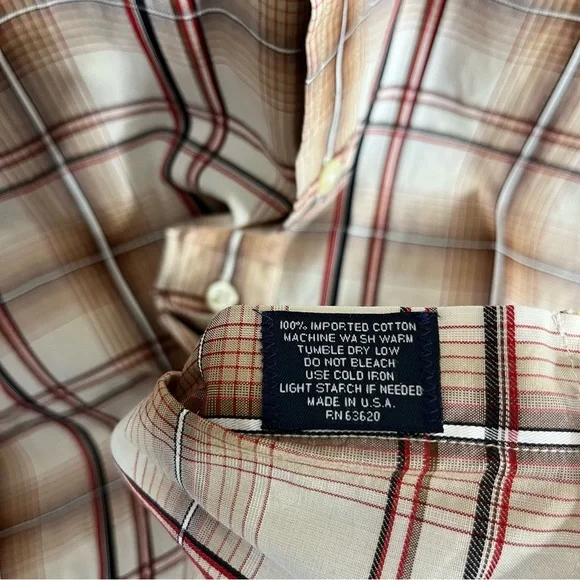 100% IMPORTED COTTON
MACHINE WASH WARM
TUMBLE DRY LOW
DO NOT BLEACH
USE COLD IRON
LIGHT STARCH IF NEEDED
MADE IN U.S.A.
RN 63620